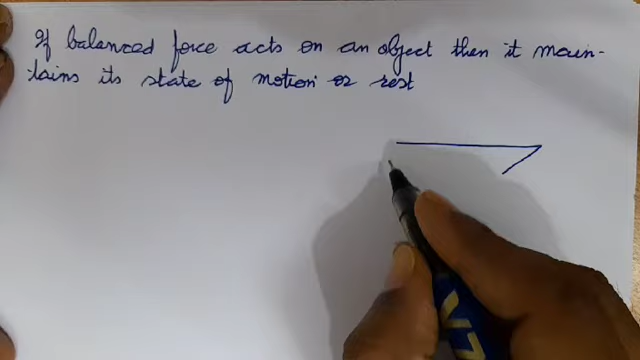 If balanced force acts on an object then it main-
tains its state of motion or rest